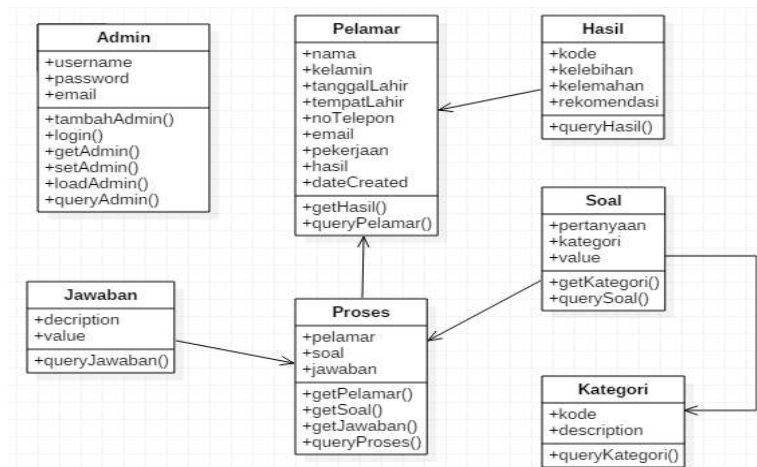 Admin
+username
+password
+email
+tambahAdmin()
+login()
+getAdmin()
+setAdmin()
+loadAdmin()
+queryAdmin()
Pelamar
+nama
+kelamin
+tanggalLahir
+tempatLahir
+noTelepon
+email
+pekerjaan
+hasil
+dateCreated
+getHasil()
+queryPelamar()
Hasil
+kode
+kelebihan
+kelemahan
+rekomendasi
+queryHasil()
Soal
+pertanyaan
+kategori
+value
+getKategori()
+querySoal()
Jawaban
+decription
+value
+queryJawaban()
Proses
+pelamar
+soal
+jawaban
+getPelamar()
+getSoal()
+getJawaban()
+queryProses()
Kategori
+kode
+description
+queryKategori()